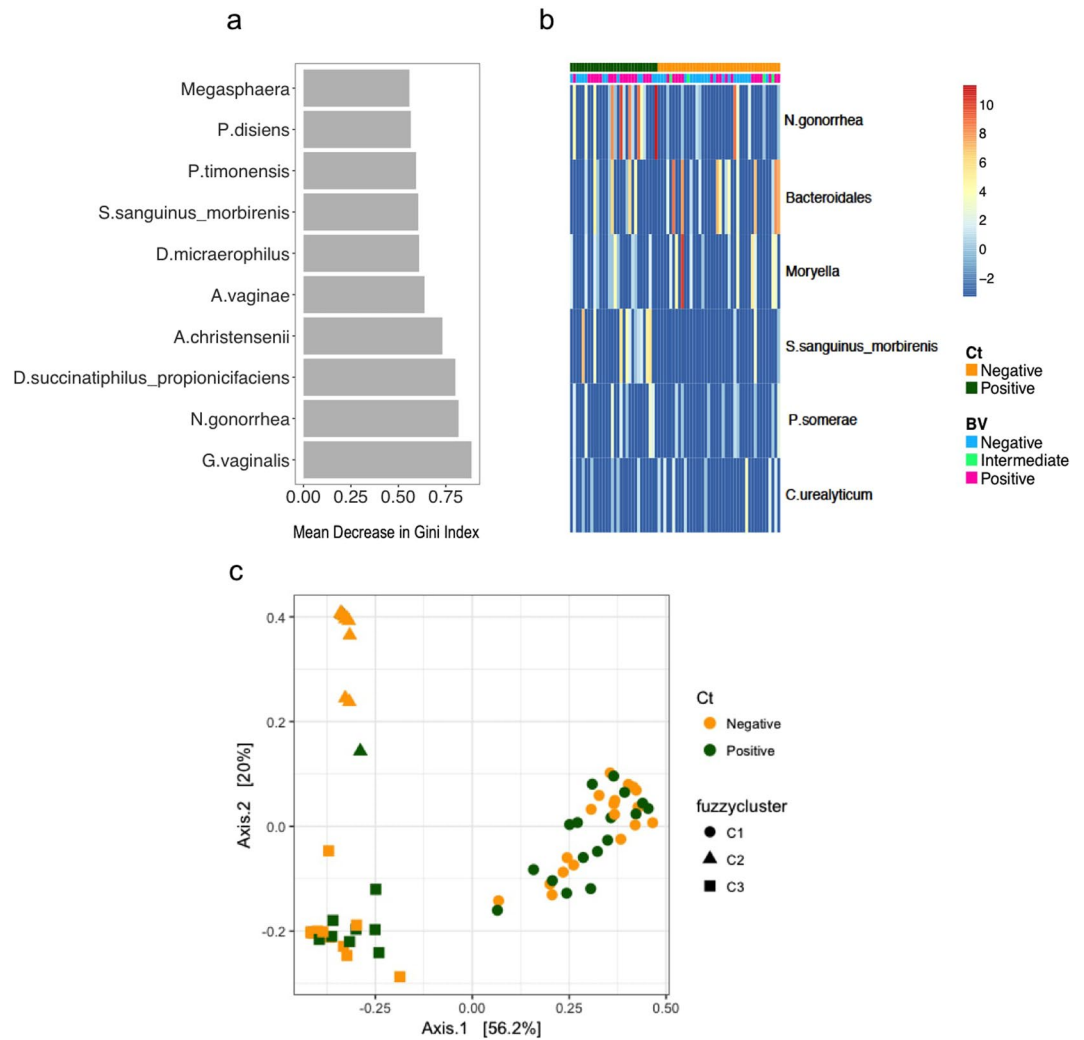 a
Megasphaera
P.disiens
P.timonensis
S.sanguinus_morbirenis
D.micraerophilus
A.vaginae
A.christensenii
D.succinatiphilus_propionicifaciens
N.gonorrhea
G.vaginalis
0.00 0.25 0.50 0.75
Mean Decrease in Gini Index
b
N.gonorrhea
Bacteroidales
Moryella
S.sanguinus_morbirenis
P.somerae
C.urealyticum
10
8
6
4
2
0
−2
Ct
Negative
Positive
BV
Negative
Intermediate
Positive
c
0.4
0.2
0.0
-0.2
Axis.2 [20%]
-0.25 0.00 0.25 0.50
Axis.1 [56.2%]
Ct
Negative
Positive
fuzzycluster
C1
C2
C3